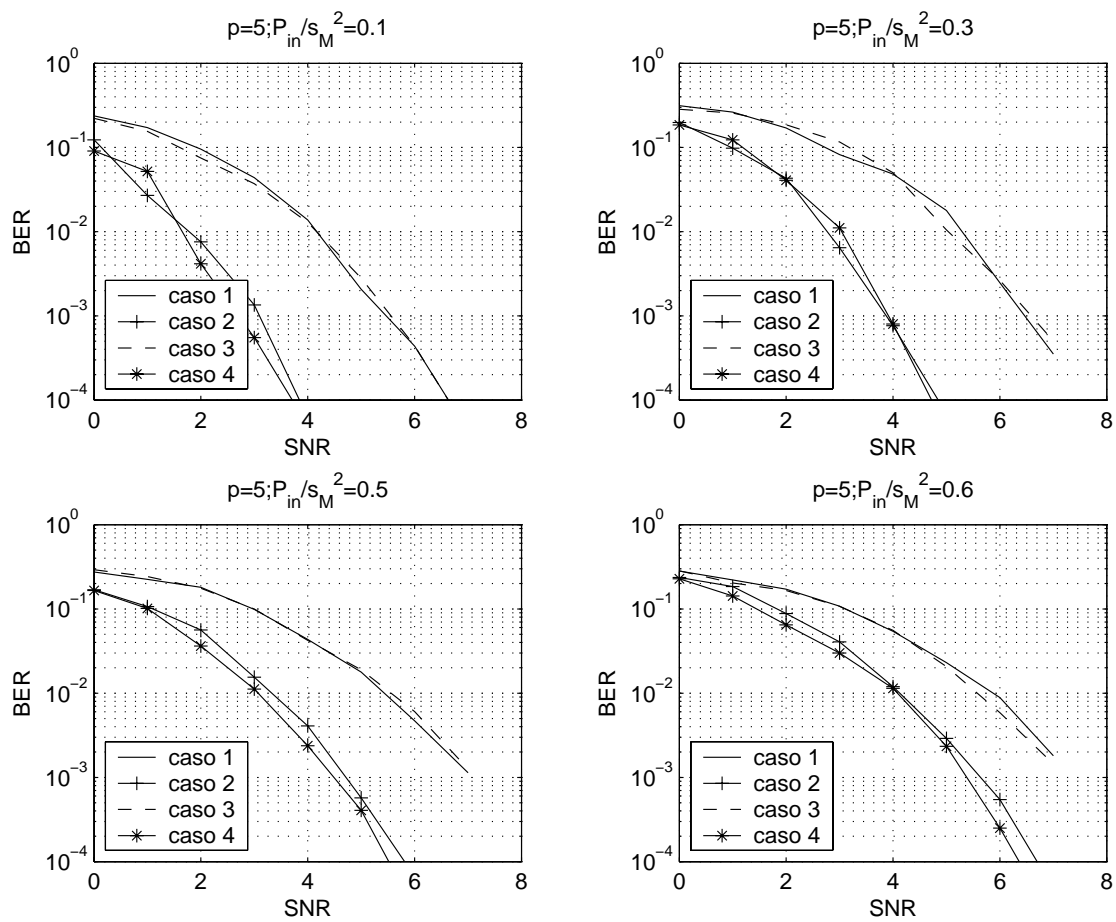 p=5;P_in/s_M^2=0.1
10^0
10^-1
10^-2
10^-3
10^-4
BER
caso 1
caso 2
caso 3
caso 4
0 2 4 6 8
SNR
p=5;P_in/s_M^2=0.3
10^0
10^-1
10^-2
10^-3
10^-4
BER
caso 1
caso 2
caso 3
caso 4
0 2 4 6 8
SNR
p=5;P_in/s_M^2=0.5
10^0
10^-1
10^-2
10^-3
10^-4
BER
caso 1
caso 2
caso 3
caso 4
0 2 4 6 8
SNR
p=5;P_in/s_M^2=0.6
10^0
10^-1
10^-2
10^-3
10^-4
BER
caso 1
caso 2
caso 3
caso 4
0 2 4 6 8
SNR